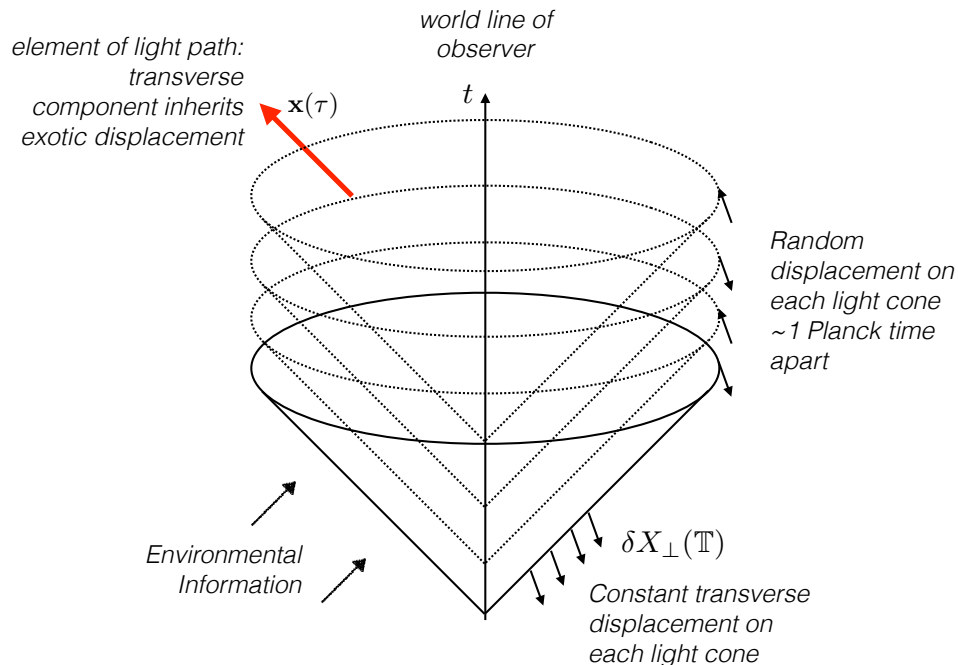 world line of
observer
element of light path:
transverse
component inherits
exotic displacement
x(τ)
t
Random
displacement on
each light cone
~1 Planck time
apart
Environmental
Information
δX⊥(𝕋)
Constant transverse
displacement on
each light cone